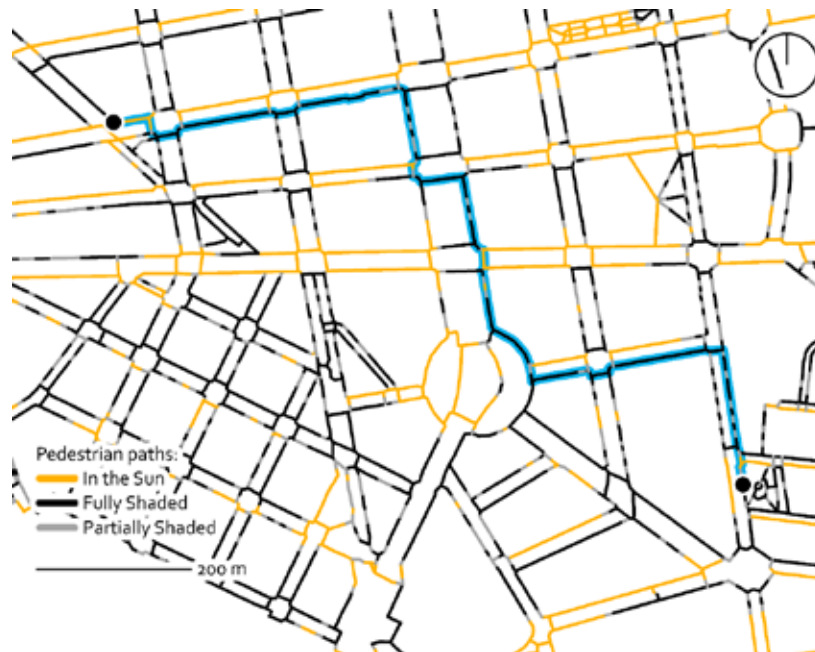 Pedestrian paths:
In the Sun
Fully Shaded
Partially Shaded
200 m